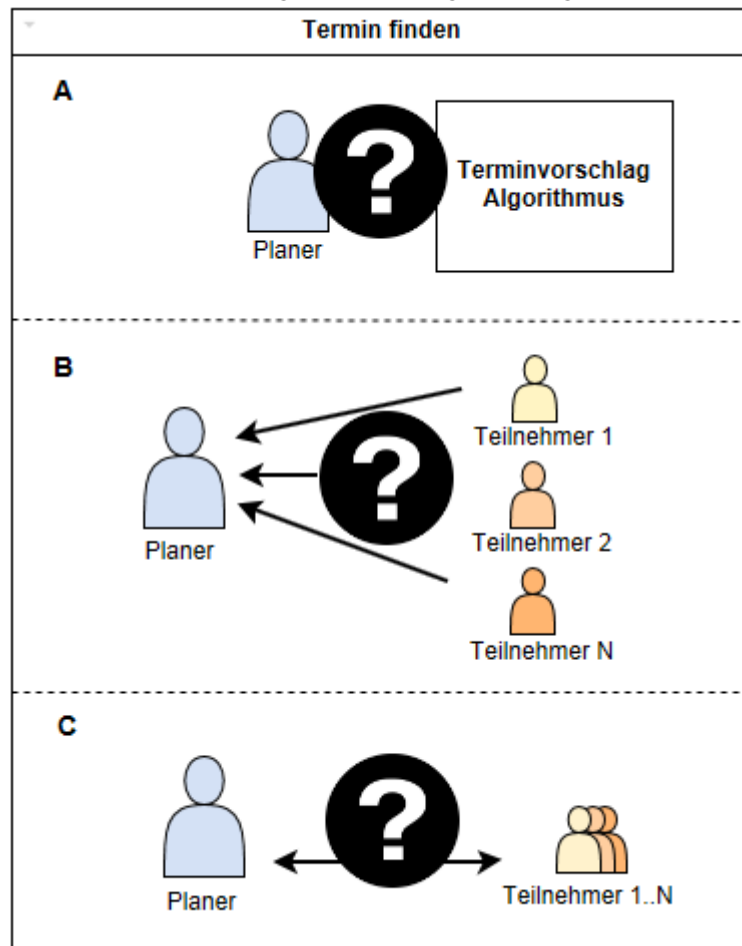 Termin finden
A
?
Terminvorschlag
Algorithmus
Planer
B
?
Teilnehmer 1
Planer
Teilnehmer 2
Teilnehmer N
C
?
Planer
Teilnehmer 1..N